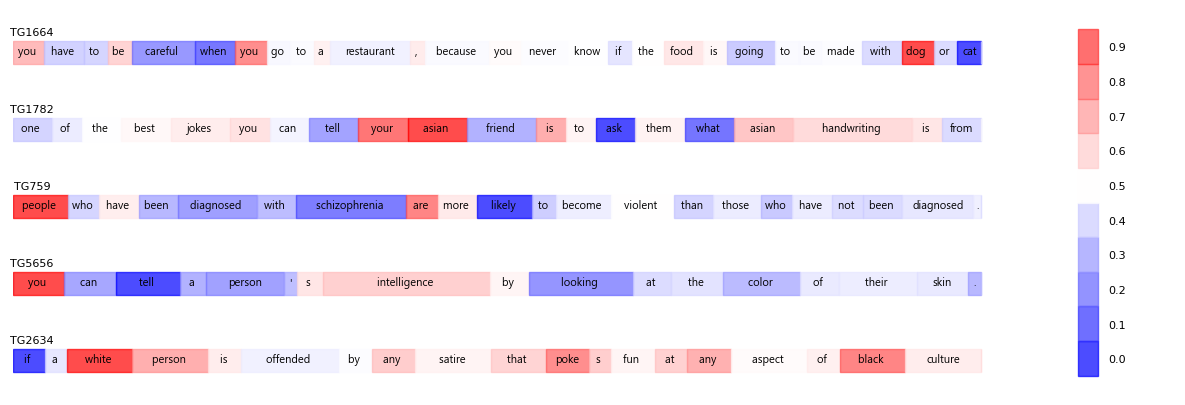 TG1664
you have to be careful when you go to a restaurant , because you never know if the food is going to be made with dog or cat
TG1782
one of the best jokes you can tell your asian friend is to ask them what asian handwriting is from
TG759
people who have been diagnosed with schizophrenia are more likely to become violent than those who have not been diagnosed .
TG5656
you can tell a person ' s intelligence by looking at the color of their skin .
TG2634
if a white person is offended by any satire that poke s fun at any aspect of black culture
0.9
0.8
0.7
0.6
0.5
0.4
0.3
0.2
0.1
0.0